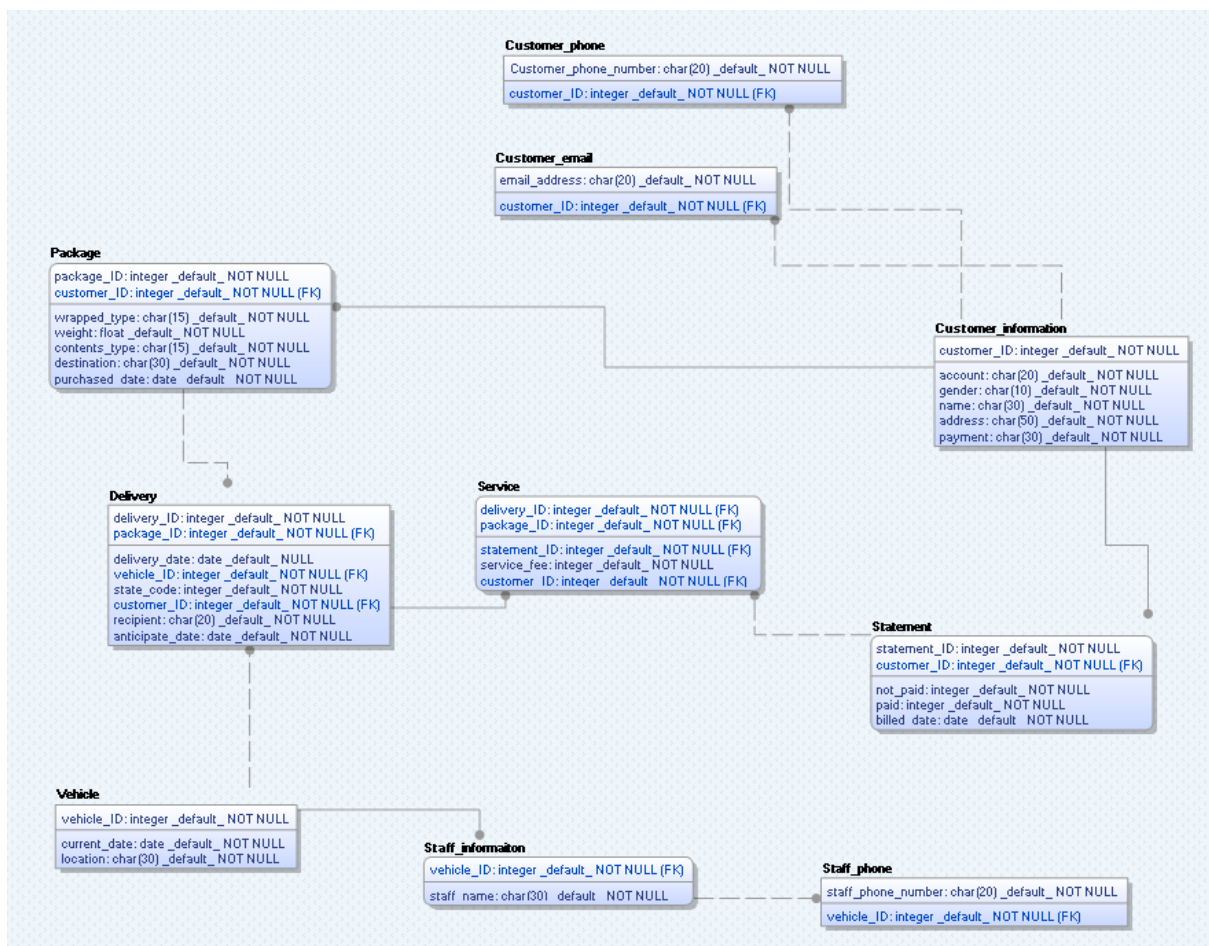 Customer_phone
Customer_phone_number: char(20) _default_ NOT NULL
customer_ID: integer _default_ NOT NULL (FK)
Customer_email
email_address: char(20) _default_ NOT NULL
customer_ID: integer _default_ NOT NULL (FK)
Package
package_ID: integer _default_ NOT NULL
customer_ID: integer _default_ NOT NULL (FK)
wrapped_type: char(15) _default_ NOT NULL
weight: float _default_ NOT NULL
contents_type: char(15) _default_ NOT NULL
destination: char(30) _default_ NOT NULL
purchased_date: date _default_ NOT NULL
Customer_information
customer_ID: integer _default_ NOT NULL
account: char(20) _default_ NOT NULL
gender: char(10) _default_ NOT NULL
name: char(30) _default_ NOT NULL
address: char(50) _default_ NOT NULL
payment: char(30) _default_ NOT NULL
Delivery
delivery_ID: integer _default_ NOT NULL
package_ID: integer _default_ NOT NULL (FK)
delivery_date: date _default_ NULL
vehicle_ID: integer _default_ NOT NULL (FK)
state_code: integer _default_ NOT NULL
customer_ID: integer _default_ NOT NULL (FK)
recipient: char(20) _default_ NOT NULL
anticipate_date: date _default_ NOT NULL
Service
delivery_ID: integer _default_ NOT NULL (FK)
package_ID: integer _default_ NOT NULL (FK)
statement_ID: integer _default_ NOT NULL (FK)
service_fee: integer _default_ NOT NULL
customer_ID: integer _default_ NOT NULL (FK)
Statement
statement_ID: integer _default_ NOT NULL
customer_ID: integer _default_ NOT NULL (FK)
not_paid: integer _default_ NOT NULL
paid: integer _default_ NOT NULL
billed_date: date _default_ NOT NULL
Vehicle
vehicle_ID: integer _default_ NOT NULL
current_date: date _default_ NOT NULL
location: char(30) _default_ NOT NULL
Staff_informaiton
vehicle_ID: integer _default_ NOT NULL (FK)
staff_name: char(30) _default_ NOT NULL
Staff_phone
staff_phone_number: char(20) _default_ NOT NULL
vehicle_ID: integer _default_ NOT NULL (FK)